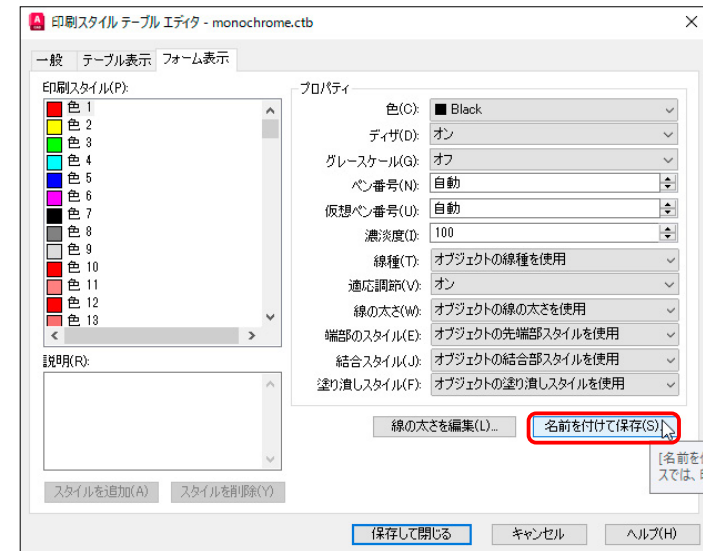 印刷スタイル テーブル エディタ - monochrome.ctb
一般 テーブル表示 フォーム表示
印刷スタイル(P):
色 1
色 2
色 3
色 4
色 5
色 6
色 7
色 8
色 9
色 10
色 11
色 12
色 13
説明(R):
スタイルを追加(A) スタイルを削除(Y)
プロパティ
色(C): Black
ディザ(D): オン
グレースケール(G): オフ
ペン番号(N): 自動
仮想ペン番号(U): 自動
濃淡度(I): 100
線種(T): オブジェクトの線種を使用
適応調節(V): オン
線の太さ(W): オブジェクトの線の太さを使用
端部のスタイル(E): オブジェクトの先端部スタイルを使用
結合スタイル(J): オブジェクトの結合部スタイルを使用
塗り潰しスタイル(F): オブジェクトの塗り潰しスタイルを使用
線の太さを編集(L)... 名前を付けて保存(S)
[名前を
スでは、
保存して閉じる キャンセル ヘルプ(H)